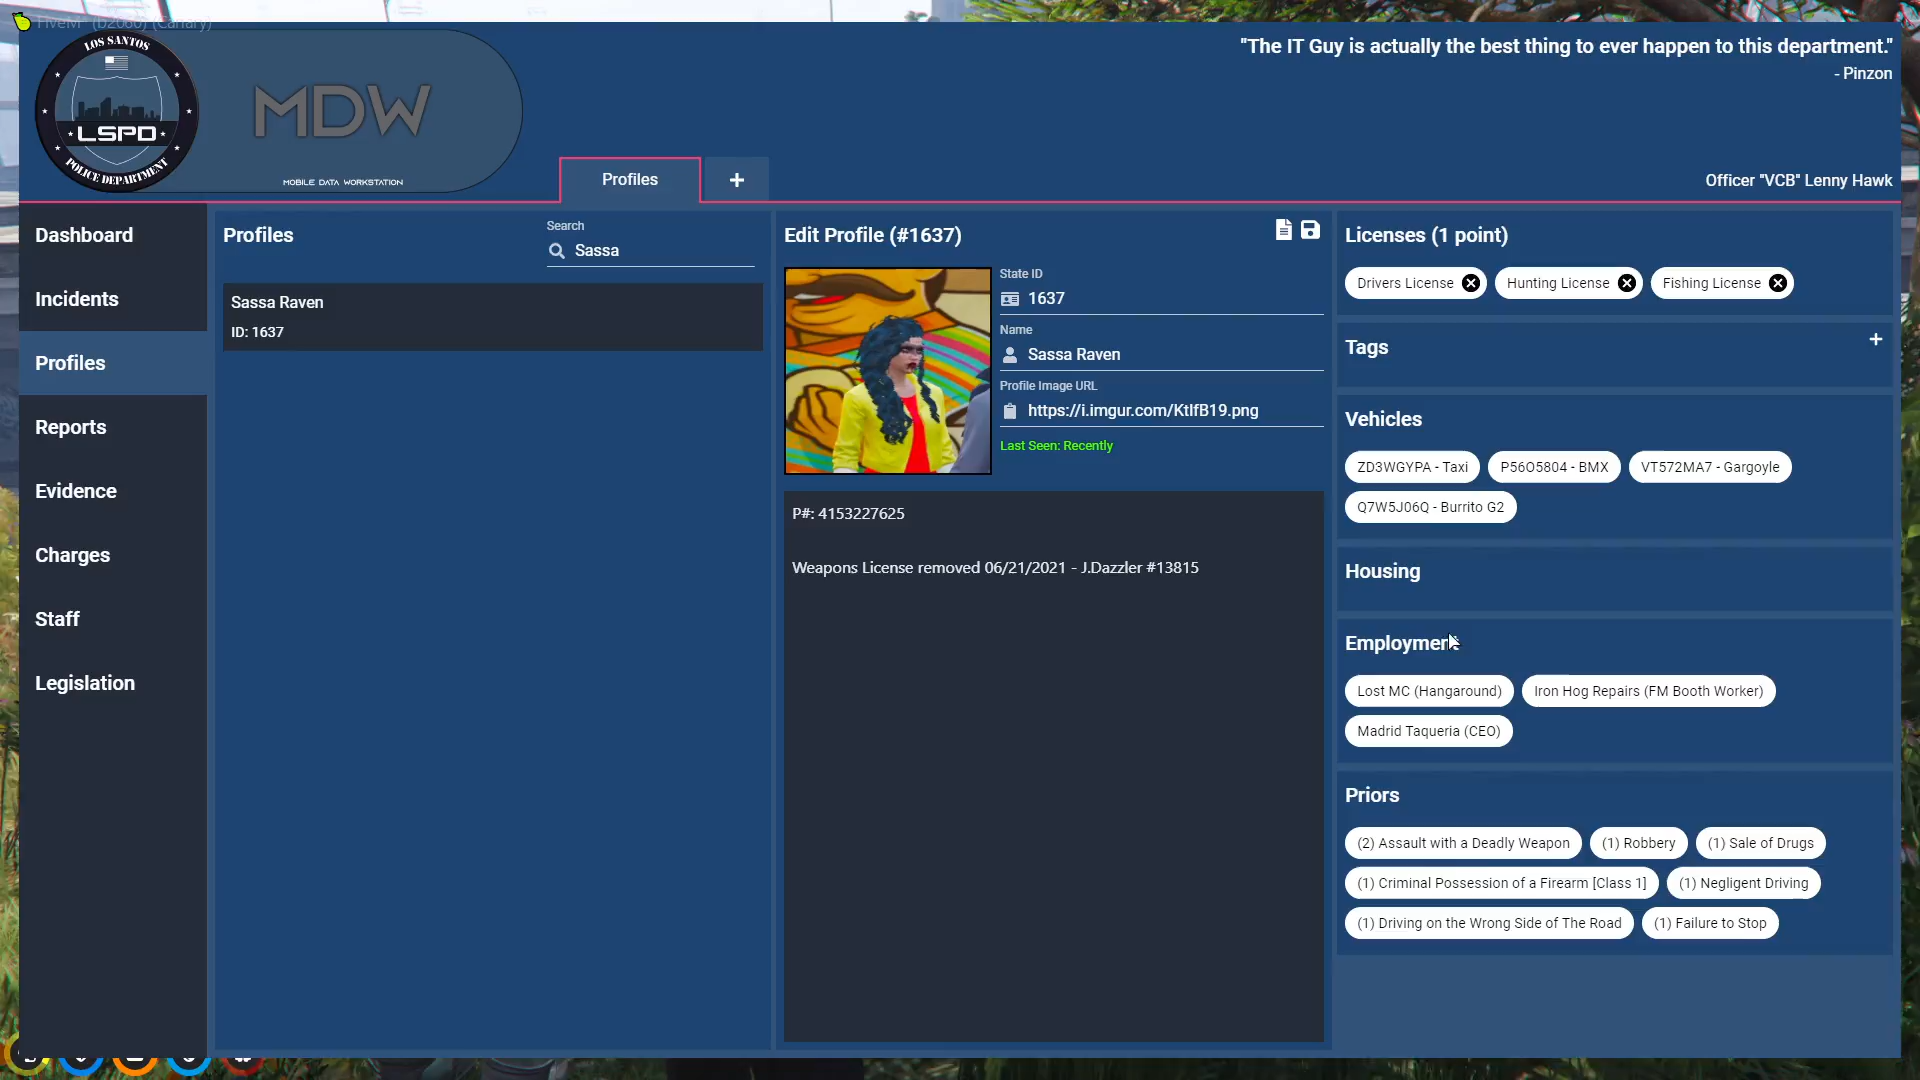 FiveM® (b2060) (Canary)
LOS SANTOS
LSPD
POLICE DEPARTMENT
MDW
MOBILE DATA WORKSTATION
"The IT Guy is actually the best thing to ever happen to this department."
- Pinzon
Profiles
+
Officer "VCB" Lenny Hawk
Dashboard
Incidents
Profiles
Reports
Evidence
Charges
Staff
Legislation
Profiles
Search
Sassa
Sassa Raven
ID: 1637
Edit Profile (#1637)
State ID
1637
Name
Sassa Raven
Profile Image URL
https://i.imgur.com/KtIfB19.png
Last Seen: Recently
P#: 4153227625
Weapons License removed 06/21/2021 - J.Dazzler #13815
Licenses (1 point)
Drivers License
Hunting License
Fishing License
Tags
+
Vehicles
ZD3WGYPA - Taxi
P56O5804 - BMX
VT572MA7 - Gargoyle
Q7W5J06Q - Burrito G2
Housing
Employment
Lost MC (Hangaround)
Iron Hog Repairs (FM Booth Worker)
Madrid Taqueria (CEO)
Priors
(2) Assault with a Deadly Weapon
(1) Robbery
(1) Sale of Drugs
(1) Criminal Possession of a Firearm [Class 1]
(1) Negligent Driving
(1) Driving on the Wrong Side of The Road
(1) Failure to Stop